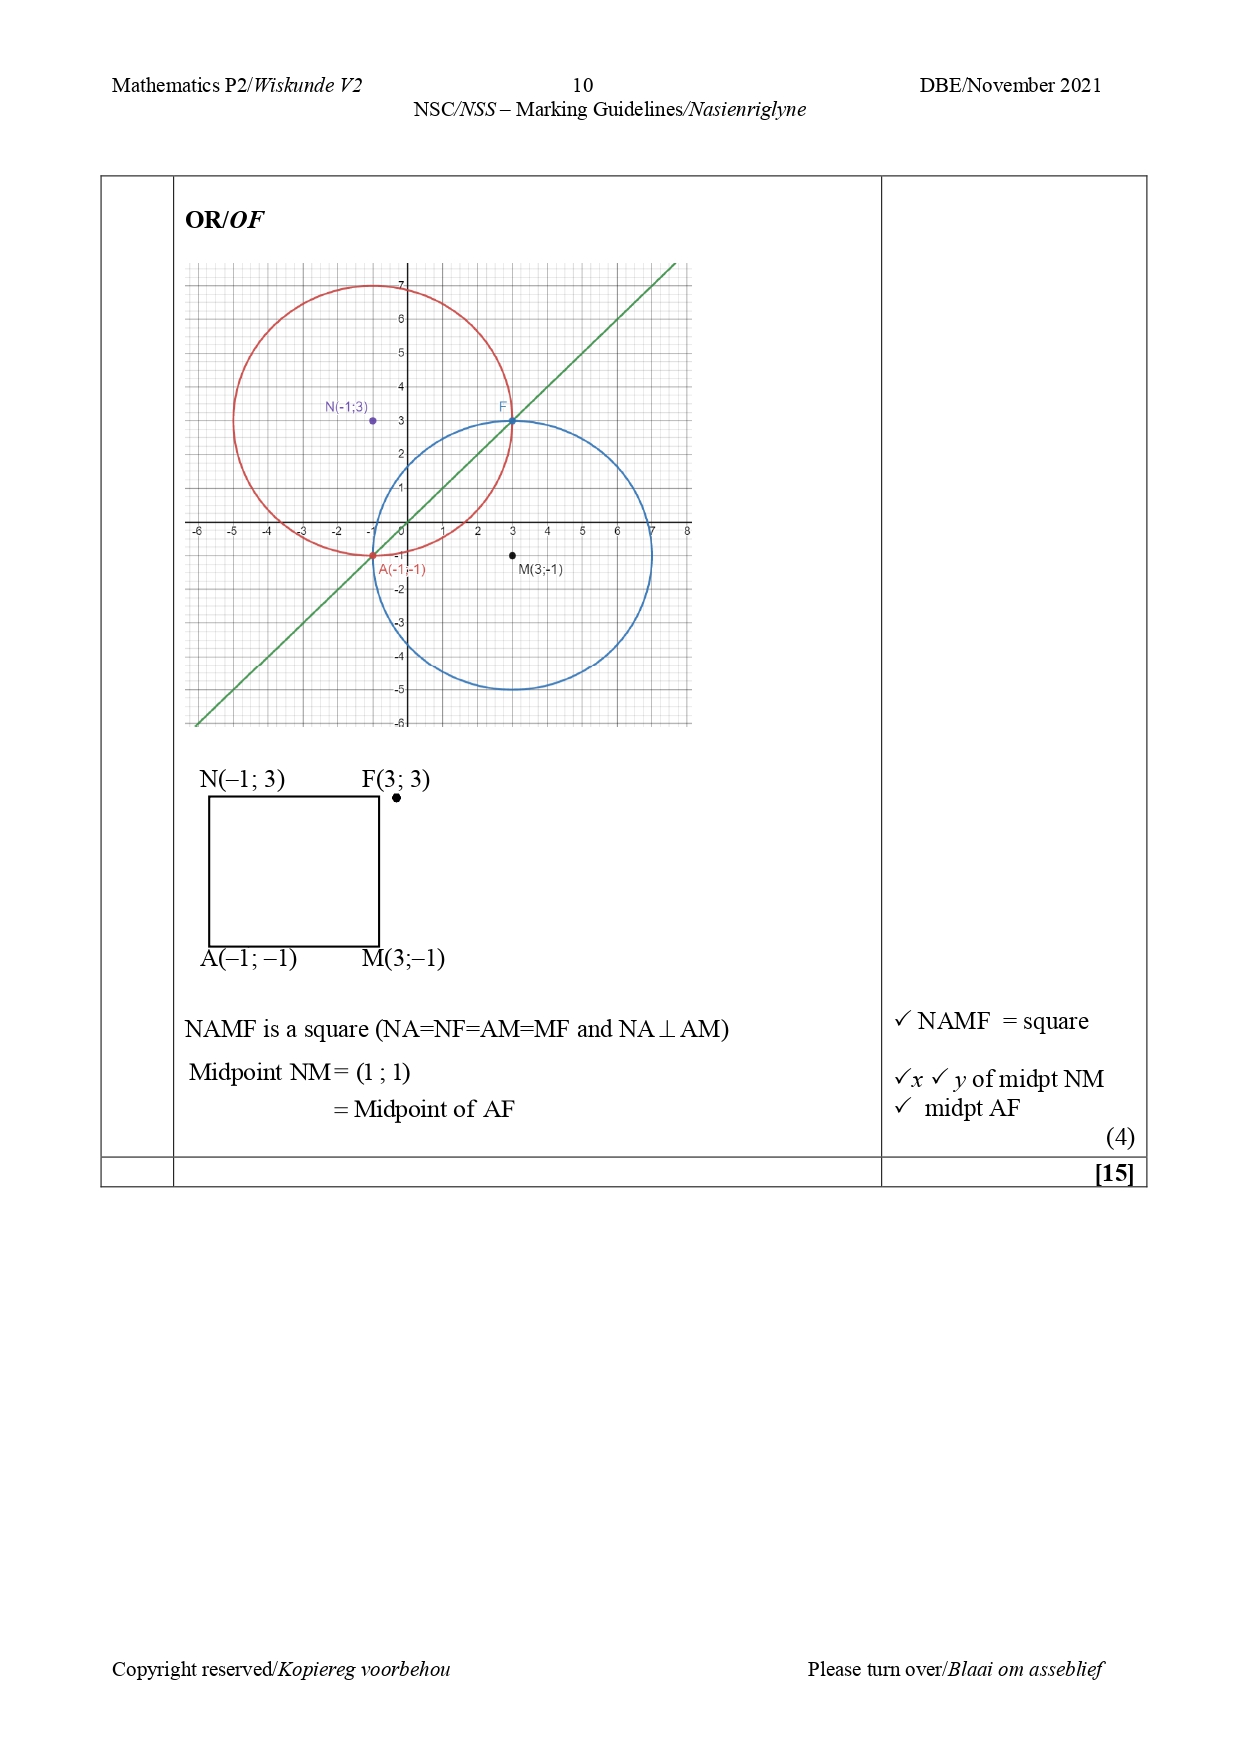 Mathematics P2/Wiskunde V2 10 DBE/November 2021
NSC/NSS – Marking Guidelines/Nasienriglyne
OR/OF
7
6
5
4
N(-1;3) F
3
2
1
-6 -5 -4 -3 -2 -1 0 1 2 3 4 5 6 7 8
-1
A(-1;-1) M(3;-1)
-2
-3
-4
-5
-6
N(–1; 3) F(3; 3)
A(–1; –1) M(3;–1)
NAMF is a square (NA=NF=AM=MF and NA⊥AM) ✓ NAMF = square
Midpoint NM = (1 ; 1) ✓x ✓ y of midpt NM
= Midpoint of AF ✓ midpt AF
(4)
[15]
Copyright reserved/Kopiereg voorbehou Please turn over/Blaai om asseblief